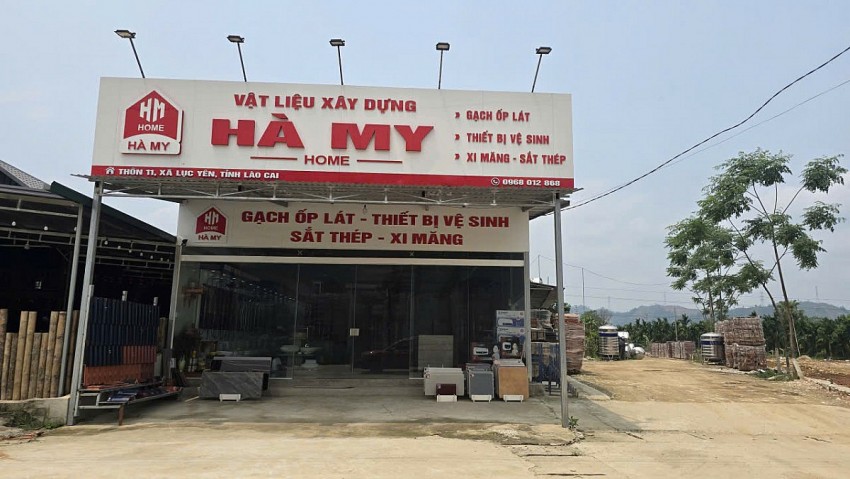 VẬT LIỆU XÂY DỰNG
HÀ MY
HOME
» GẠCH ỐP LÁT
» THIẾT BỊ VỆ SINH
» XI MĂNG - SẮT THÉP
HM
HOME
HÀ MY
THÔN 11, XÃ LỤC YÊN, TỈNH LÀO CAI
0968 012 868
HM
HOME
HÀ MY
GẠCH ỐP LÁT - THIẾT BỊ VỆ SINH
SẮT THÉP - XI MĂNG